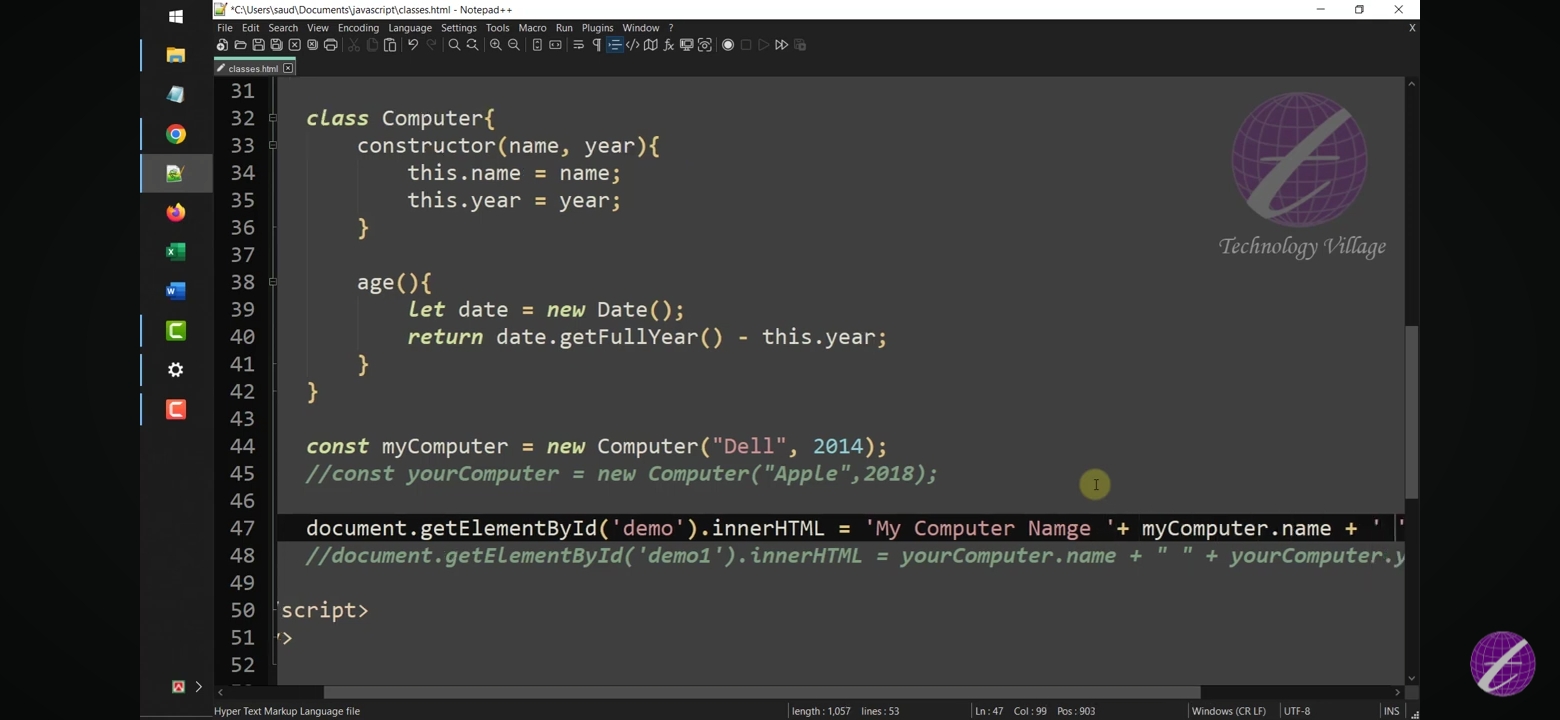 *C:\Users\saud\Documents\javascript\classes.html - Notepad++
File Edit Search View Encoding Language Settings Tools Macro Run Plugins Window ? X
classes.html
31
32 class Computer{
33 constructor(name, year){
34 this.name = name;
35 this.year = year;
36 }
37
38 age(){
39 let date = new Date();
40 return date.getFullYear() - this.year;
41 }
42 }
43
44 const myComputer = new Computer("Dell", 2014);
45 //const yourComputer = new Computer("Apple",2018);
46
47 document.getElementById('demo').innerHTML = 'My Computer Namge '+ myComputer.name + ' '
48 //document.getElementById('demo1').innerHTML = yourComputer.name + " " + yourComputer.y
49
50 script>
51 >
52
Technology Village
Hyper Text Markup Language file length : 1,057 lines : 53 Ln : 47 Col : 99 Pos : 903 Windows (CR LF) UTF-8 INS